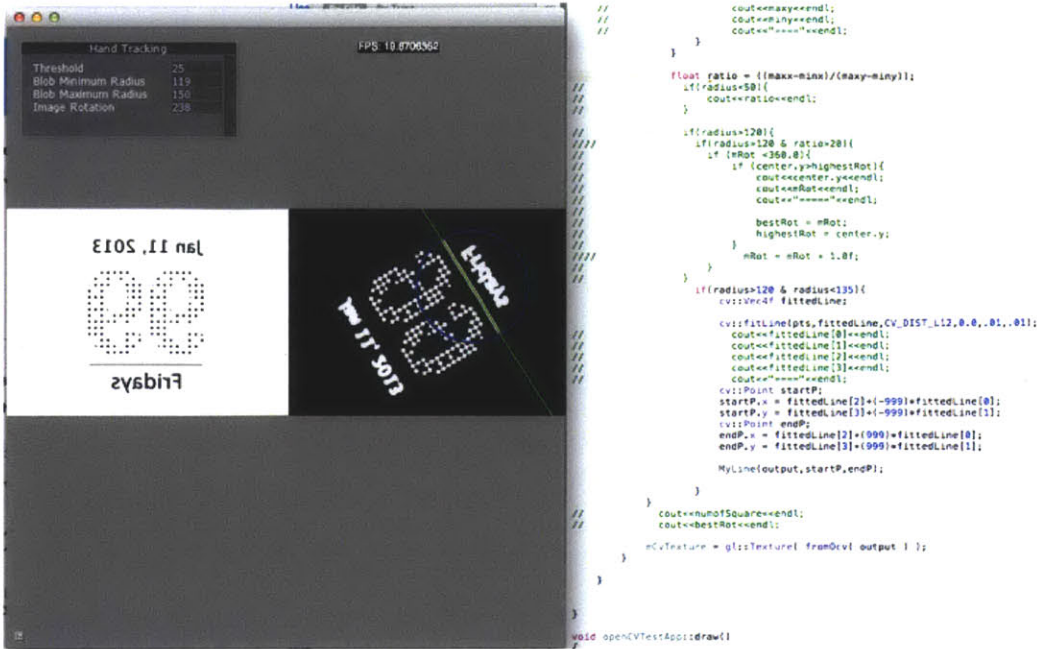 Hand Tracking
FPS: 10.8706362
Threshold 25
Blob Minimum Radius 119
Blob Maximum Radius 150
Image Rotation 238
Jan 11, 2013
99
Fridays
Fridays
99
Jan 11 2013
// cout<<maxy<<endl;
// cout<<miny<<endl;
// cout<<"===="<<endl;
}
}
float ratio = ((maxx-minx)/(maxy-miny));
// if(radius<50){
// cout<<ratio<<endl;
// }
// if(radius>120){
//// if(radius>120 & ratio>20){
// if (mRot <360.0){
// if (center.y>highestRot){
// cout<<center.y<<endl;
// cout<<mRot<<endl;
// cout<<"====="<<endl;
//
// bestRot = mRot;
// highestRot = center.y;
// }
//// mRot = mRot + 1.0f;
// }
// }
if(radius>120 & radius<135){
cv::Vec4f fittedLine;
cv::fitLine(pts,fittedLine,CV_DIST_L12,0.0,.01,.01);
// cout<<fittedLine[0]<<endl;
// cout<<fittedLine[1]<<endl;
// cout<<fittedLine[2]<<endl;
// cout<<fittedLine[3]<<endl;
// cout<<"===="<<endl;
cv::Point startP;
startP.x = fittedLine[2]+(-999)*fittedLine[0];
startP.y = fittedLine[3]+(-999)*fittedLine[1];
cv::Point endP;
endP.x = fittedLine[2]+(999)*fittedLine[0];
endP.y = fittedLine[3]+(999)*fittedLine[1];
MyLine(output,startP,endP);
}
}
// cout<<numofSquare<<endl;
// cout<<bestRot<<endl;
mCvTexture = gl::Texture( fromOcv( output ) );
}
}
}
void openCVTestApp::draw()